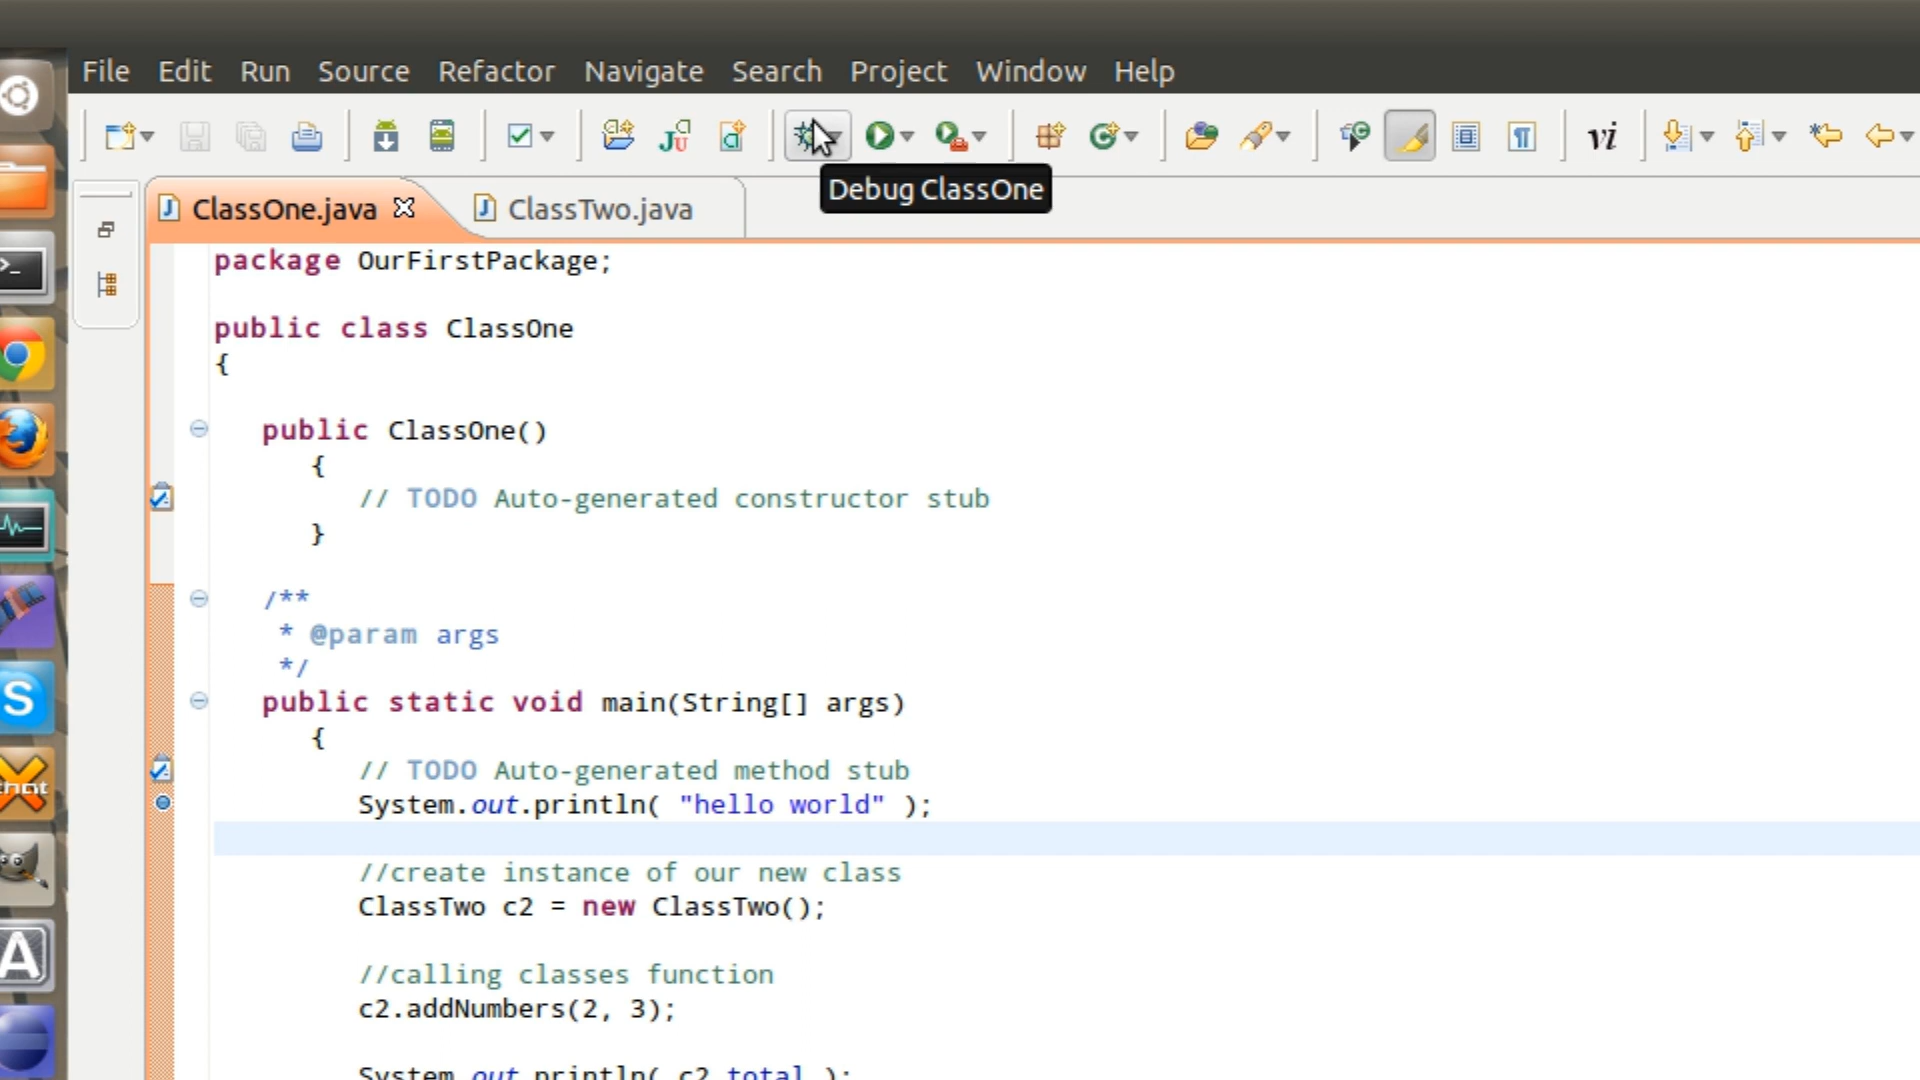 File Edit Run Source Refactor Navigate Search Project Window Help
Ju a
vi
Debug ClassOne
J ClassOne.java J ClassTwo.java
package OurFirstPackage;
public class ClassOne
{
public ClassOne()
{
// TODO Auto-generated constructor stub
}
/**
* @param args
*/
public static void main(String[] args)
{
// TODO Auto-generated method stub
System.out.println( "hello world" );
//create instance of our new class
ClassTwo c2 = new ClassTwo();
//calling classes function
c2.addNumbers(2, 3);
System.out.println( c2.total );
S
A